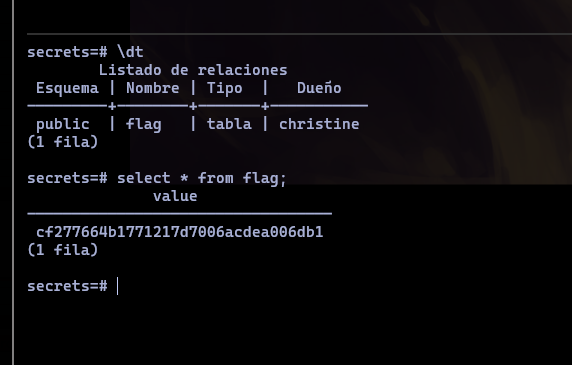 secrets=# \dt
Listado de relaciones
Esquema | Nombre | Tipo | Dueño
---------+--------+-------+-----------
public | flag | tabla | christine
(1 fila)
secrets=# select * from flag;
value
----------------------------------
cf277664b1771217d7006acdea006db1
(1 fila)
secrets=#